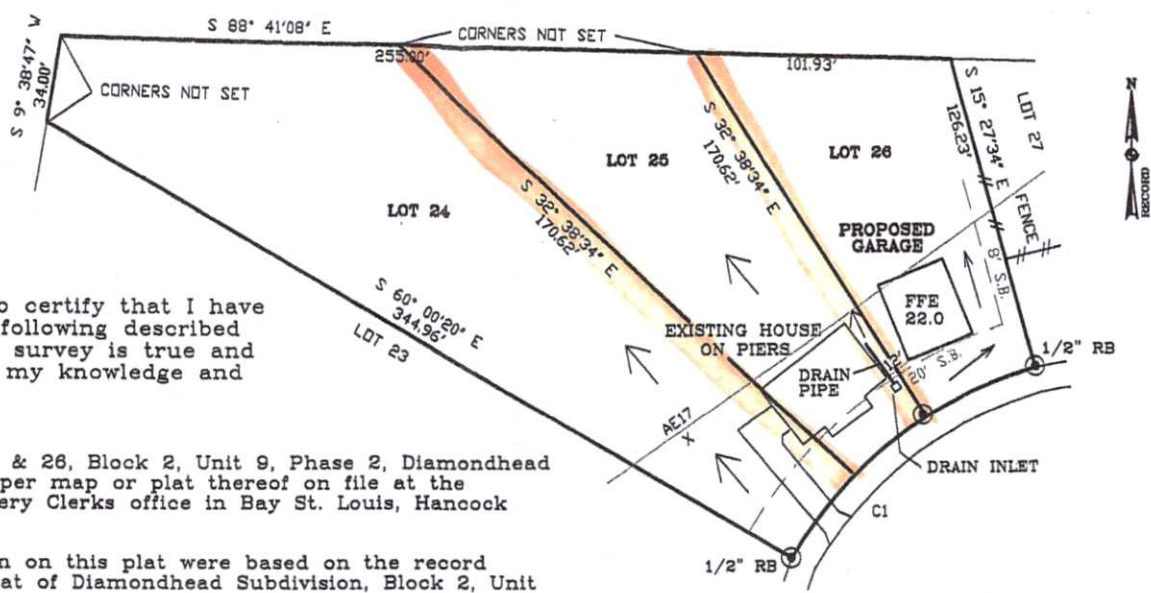 S 88° 41'08" E
CORNERS NOT SET
255.00'
101.93'
S 9° 38'47" W
34.00'
CORNERS NOT SET
S 15° 27'34" E
126.23'
LOT 27
N
RECORD
S 32° 38'34" E
170.62'
LOT 25
LOT 26
LOT 24
S 32° 38'34" E
170.62'
PROPOSED
GARAGE
FENCE
8' S.B.
FFE
22.0
S 60° 00'20" E
344.96'
LOT 23
EXISTING HOUSE
ON PIERS
DRAIN
PIPE
12'
20' S.B.
1/2" RB
AE17
X
DRAIN INLET
C1
1/2" RB
o certify that I have
following described
survey is true and
my knowledge and
& 26, Block 2, Unit 9, Phase 2, Diamondhead
per map or plat thereof on file at the
ery Clerks office in Bay St. Louis, Hancock
n on this plat were based on the record
at of Diamondhead Subdivision, Block 2, Unit